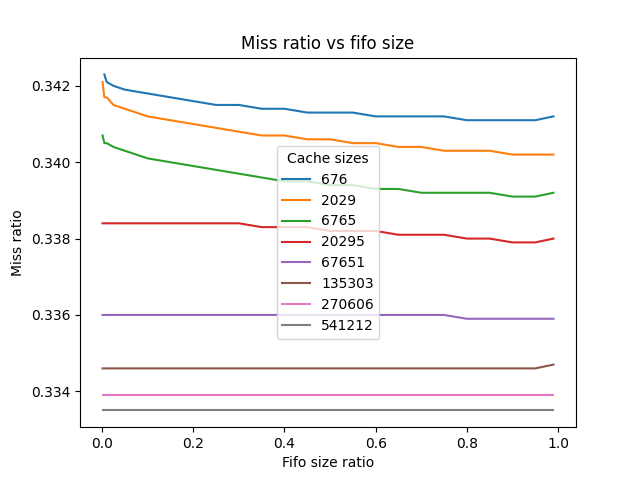 Miss ratio vs fifo size
0.342
0.340
0.338
0.336
0.334
Miss ratio
Cache sizes
676
2029
6765
20295
67651
135303
270606
541212
0.0 0.2 0.4 0.6 0.8 1.0
Fifo size ratio